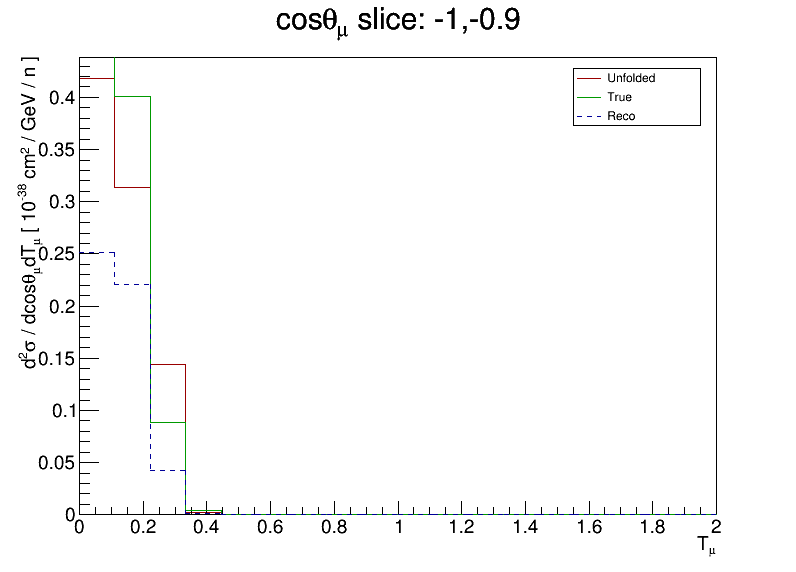 cosθμ slice: -1,-0.9
d²σ / dcosθμdTμ [ 10⁻³⁸ cm² / GeV / n ]
Unfolded
True
Reco
0.4
0.35
0.3
0.25
0.2
0.15
0.1
0.05
0
0 0.2 0.4 0.6 0.8 1 1.2 1.4 1.6 1.8 2
Tμ